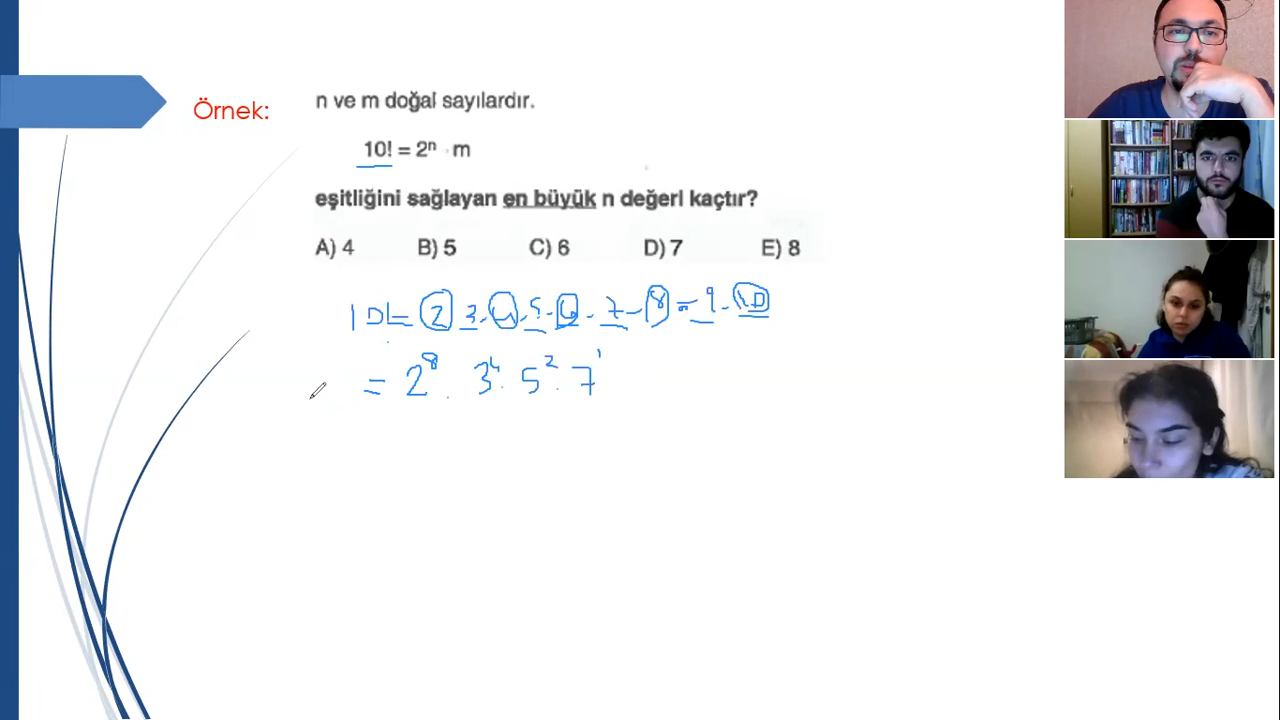 Örnek:
n ve m doğal sayılardır.
10! = 2ⁿ · m
eşitliğini sağlayan en büyük n değeri kaçtır?
A) 4 B) 5 C) 6 D) 7 E) 8
10! = 2 3 . 4 . 5 . 6 . 7 . 8 . 9 . 10
= 2⁸ . 3⁴ . 5² . 7¹